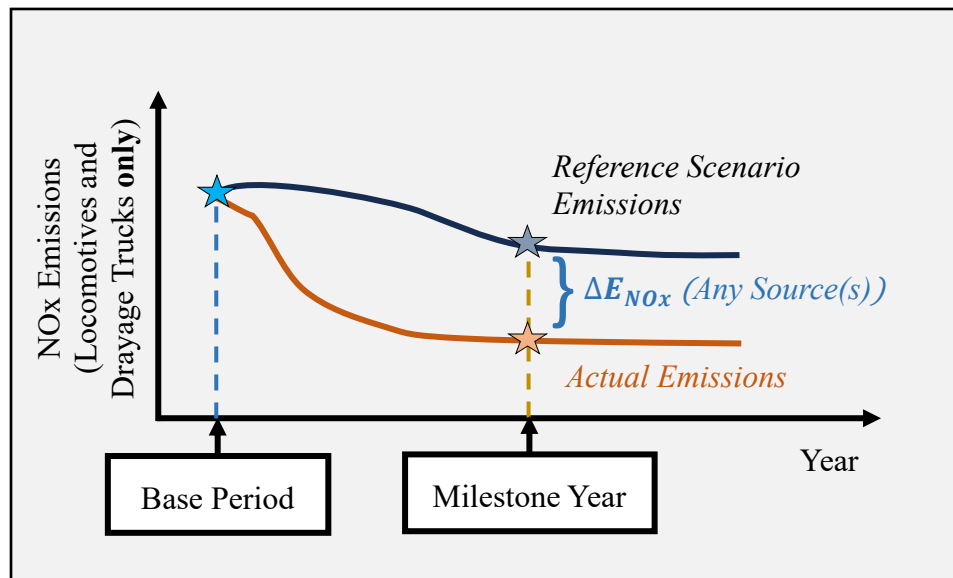 NOx Emissions
(Locomotives and
Drayage Trucks only)
Reference Scenario
Emissions
ΔE_NOx (Any Source(s))
Actual Emissions
Year
Base Period
Milestone Year